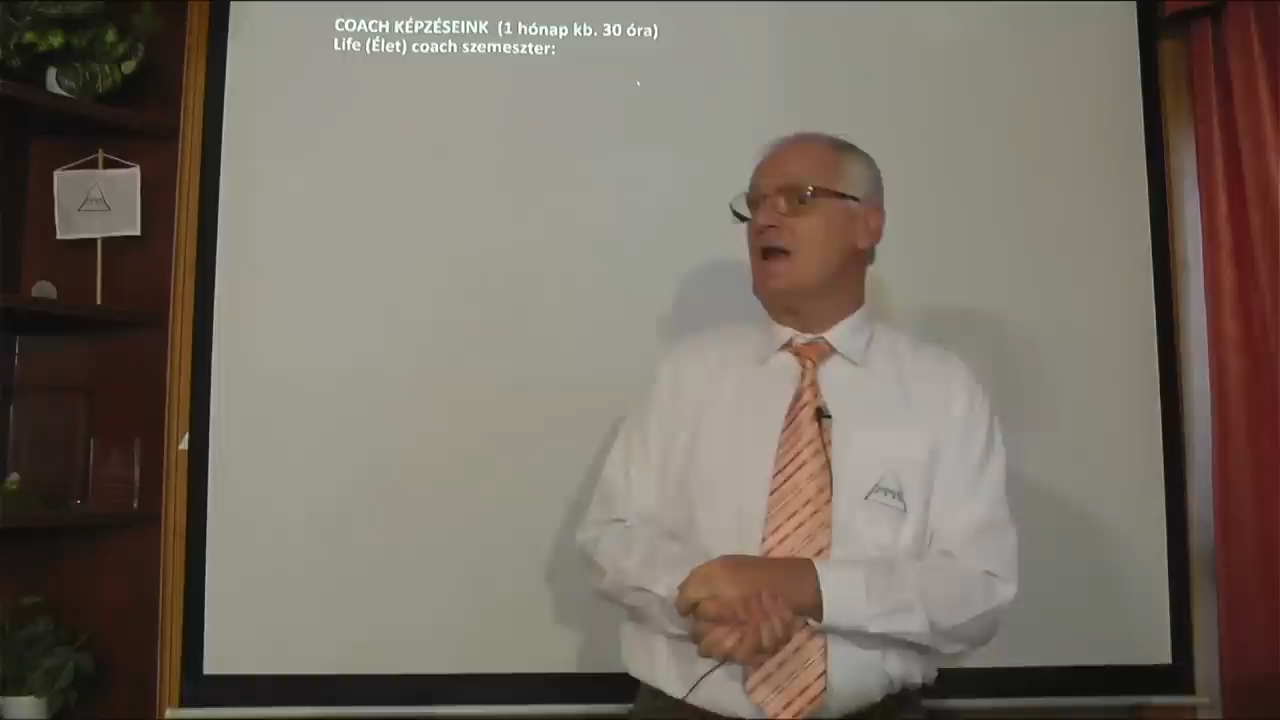 COACH KÉPZÉSEINK (1 hónap kb. 30 óra)
Life (Élet) coach szemeszter: